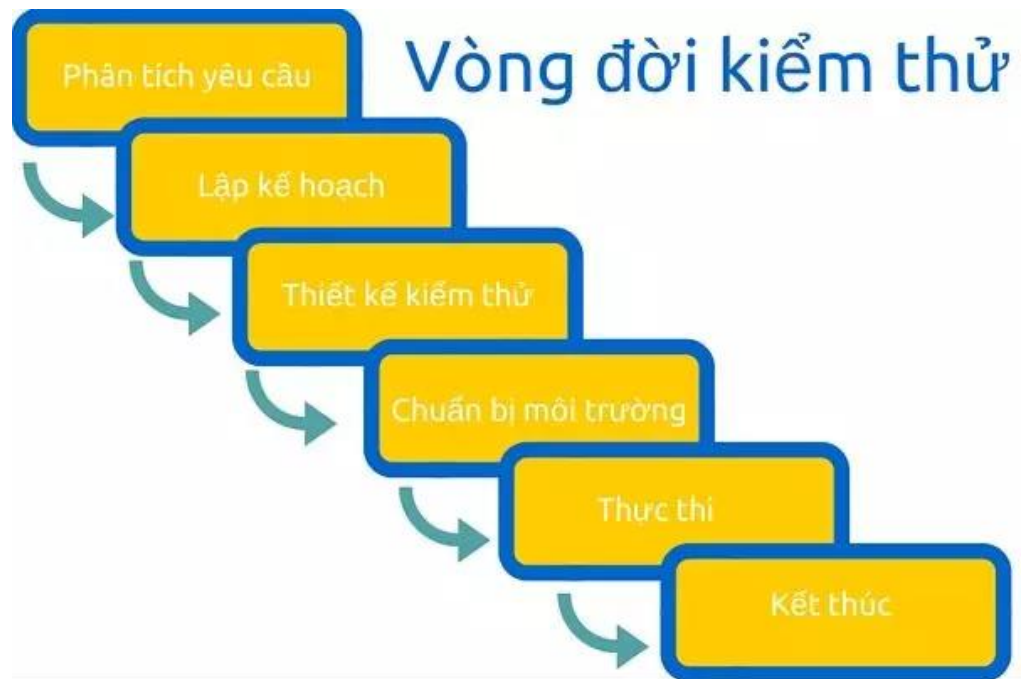 Vòng đời kiểm thử
Phân tích yêu cầu
Lập kế hoạch
Thiết kế kiểm thử
Chuẩn bị môi trường
Thực thi
Kết thúc